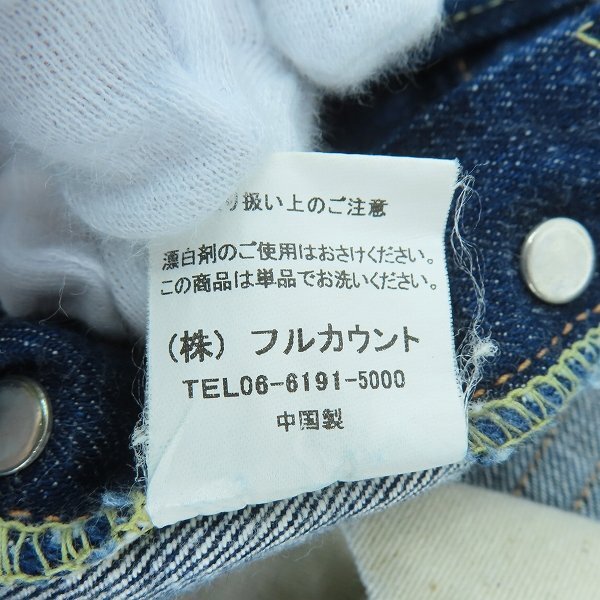 り扱い上のご注意
漂白剤のご使用はおさけください。
この商品は単品でお洗いください。
(株) フルカウント
TEL06-6191-5000
中国製